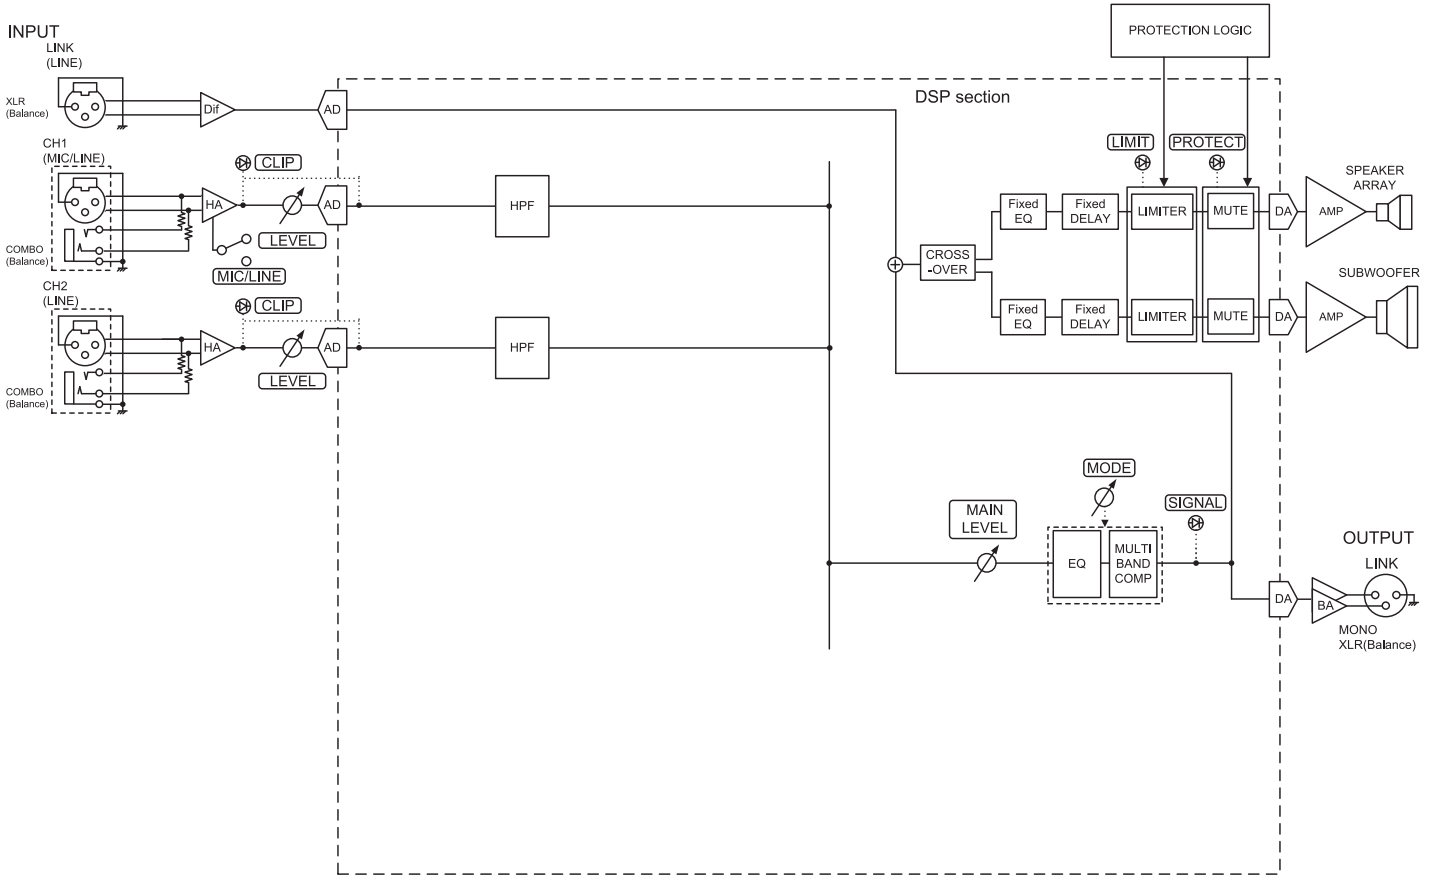 INPUT
LINK
(LINE)
XLR
(Balance)
Dif
AD
CH1
(MIC/LINE)
COMBO
(Balance)
HA
CLIP
LEVEL
MIC/LINE
AD
HPF
CH2
(LINE)
COMBO
(Balance)
HA
CLIP
LEVEL
AD
HPF
PROTECTION LOGIC
DSP section
LIMIT
PROTECT
CROSS
-OVER
Fixed
EQ
Fixed
DELAY
LIMITER
MUTE
DA
AMP
SPEAKER
ARRAY
Fixed
EQ
Fixed
DELAY
LIMITER
MUTE
DA
AMP
SUBWOOFER
MAIN
LEVEL
MODE
EQ
MULTI
BAND
COMP
SIGNAL
DA
BA
OUTPUT
LINK
MONO
XLR(Balance)